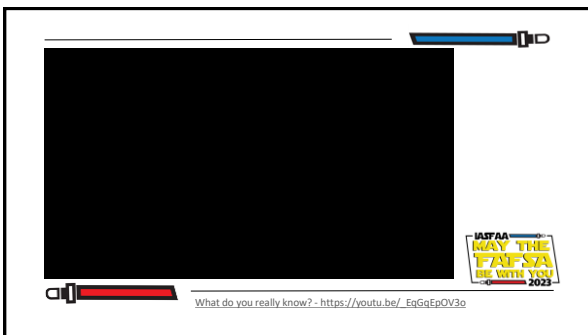 IASFAA
MAY THE
FAFSA
BE WITH YOU
2023
What do you really know? - https://youtu.be/_EqGqEpOV3o